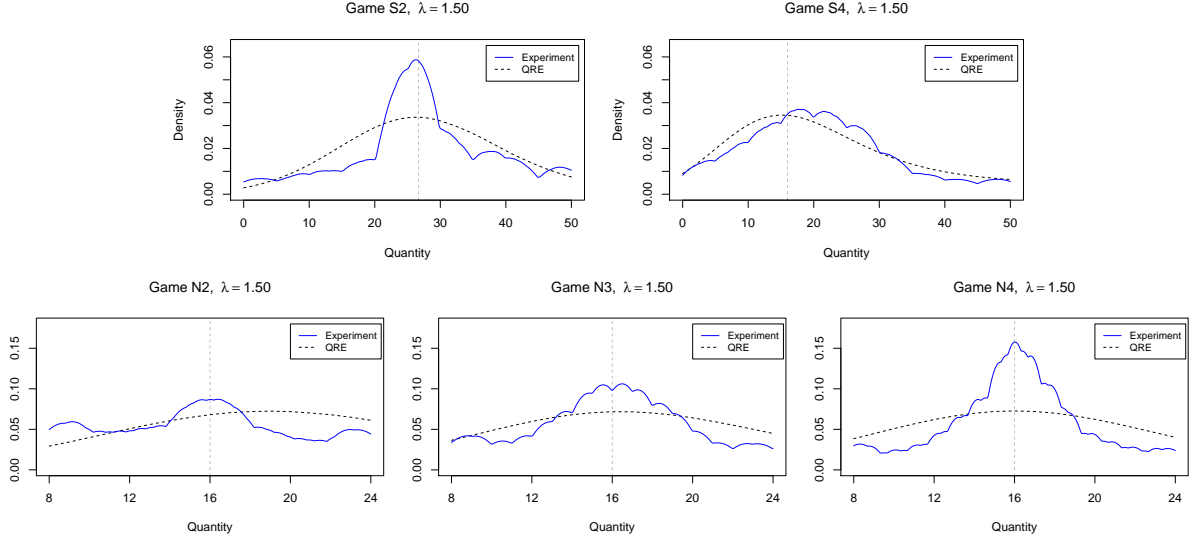 Game S2, λ = 1.50
Density
0.00 0.02 0.04 0.06
Experiment
QRE
0 10 20 30 40 50
Quantity
Game S4, λ = 1.50
Density
0.00 0.02 0.04 0.06
Experiment
QRE
0 10 20 30 40 50
Quantity
Game N2, λ = 1.50
0.00 0.05 0.10 0.15
Experiment
QRE
8 12 16 20 24
Quantity
Game N3, λ = 1.50
0.00 0.05 0.10 0.15
Experiment
QRE
8 12 16 20 24
Quantity
Game N4, λ = 1.50
0.00 0.05 0.10 0.15
Experiment
QRE
8 12 16 20 24
Quantity